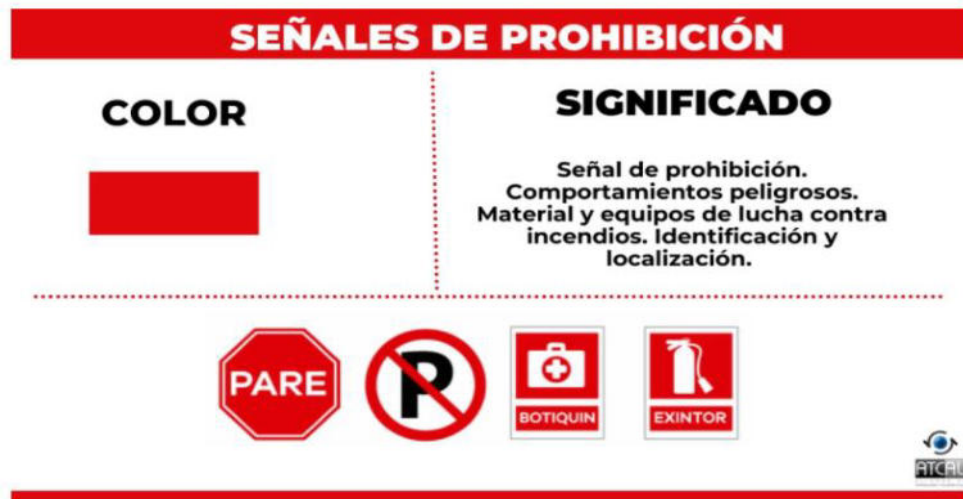 SEÑALES DE PROHIBICIÓN
COLOR
SIGNIFICADO
Señal de prohibición.
Comportamientos peligrosos.
Material y equipos de lucha contra
incendios. Identificación y
localización.
PARE
P
BOTIQUIN
EXINTOR
ATCAL